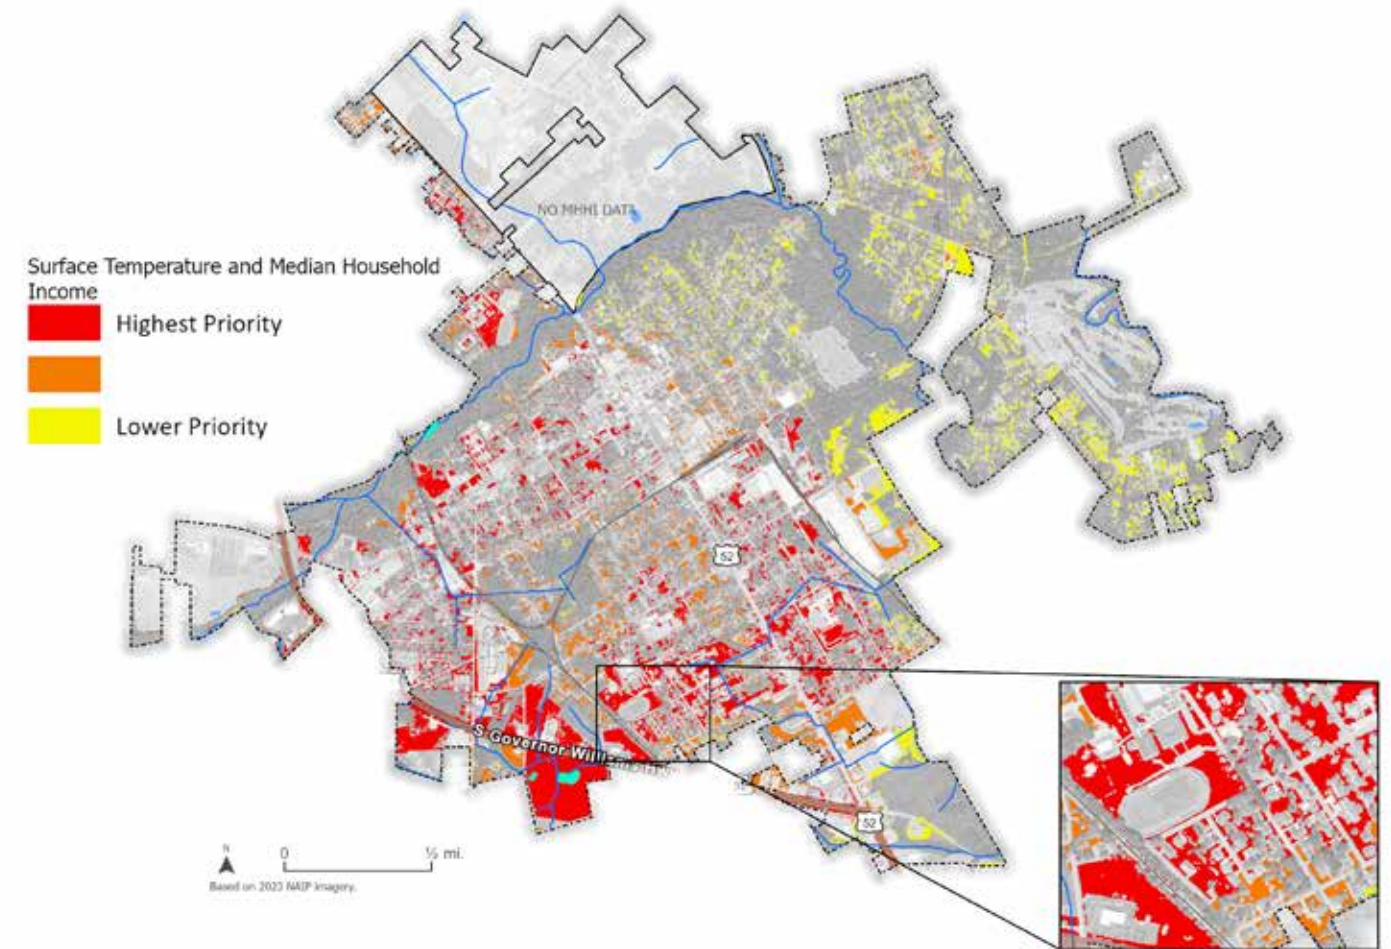 NO MHHI DATA
Surface Temperature and Median Household
Income
Highest Priority
Lower Priority
52
S Governor Willi
52
N
0 ½ mi.
Based on 2023 NAIP imagery.